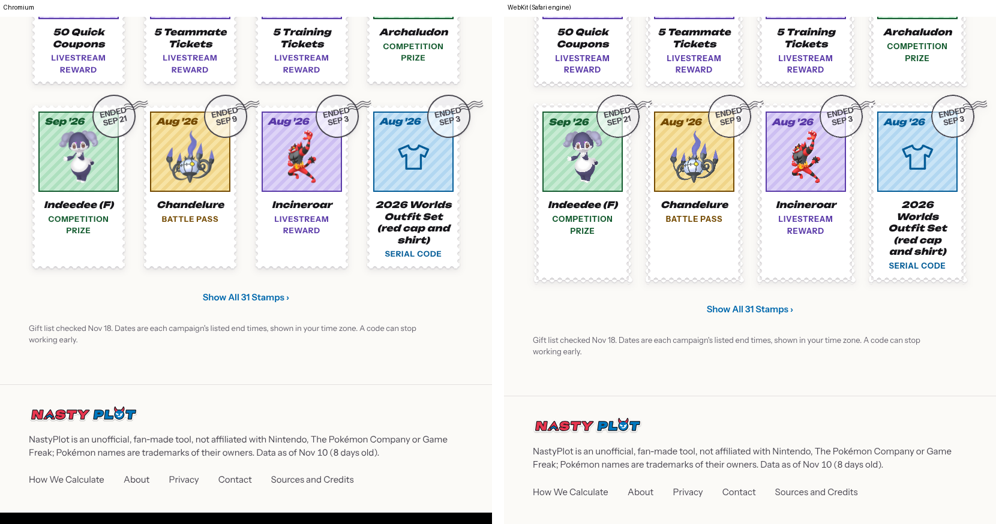 Chromium
50 Quick
Coupons
LIVESTREAM
REWARD
5 Teammate
Tickets
LIVESTREAM
REWARD
5 Training
Tickets
LIVESTREAM
REWARD
Archaludon
COMPETITION
PRIZE
ENDED
SEP 21
Sep '26
Indeedee (F)
COMPETITION
PRIZE
ENDED
SEP 9
Aug '26
Chandelure
BATTLE PASS
ENDED
SEP 3
Aug '26
Incineroar
LIVESTREAM
REWARD
ENDED
SEP 3
Aug '26
2026 Worlds
Outfit Set
(red cap and
shirt)
SERIAL CODE
Show All 31 Stamps ›
Gift list checked Nov 18. Dates are each campaign's listed end times, shown in your time zone. A code can stop
working early.
NASTY PLOT
NastyPlot is an unofficial, fan-made tool, not affiliated with Nintendo, The Pokémon Company or Game
Freak; Pokémon names are trademarks of their owners. Data as of Nov 10 (8 days old).
How We Calculate
About
Privacy
Contact
Sources and Credits
WebKit (Safari engine)
50 Quick
Coupons
LIVESTREAM
REWARD
5 Teammate
Tickets
LIVESTREAM
REWARD
5 Training
Tickets
LIVESTREAM
REWARD
Archaludon
COMPETITION
PRIZE
ENDED
SEP 21
Sep '26
Indeedee (F)
COMPETITION
PRIZE
ENDED
SEP 9
Aug '26
Chandelure
BATTLE PASS
ENDED
SEP 3
Aug '26
Incineroar
LIVESTREAM
REWARD
ENDED
SEP 3
Aug '26
2026
Worlds
Outfit Set
(red cap
and shirt)
SERIAL CODE
Show All 31 Stamps ›
Gift list checked Nov 18. Dates are each campaign's listed end times, shown in your time zone. A code can stop
working early.
NASTY PLOT
NastyPlot is an unofficial, fan-made tool, not affiliated with Nintendo, The Pokémon Company or Game
Freak; Pokémon names are trademarks of their owners. Data as of Nov 10 (8 days old).
How We Calculate
About
Privacy
Contact
Sources and Credits